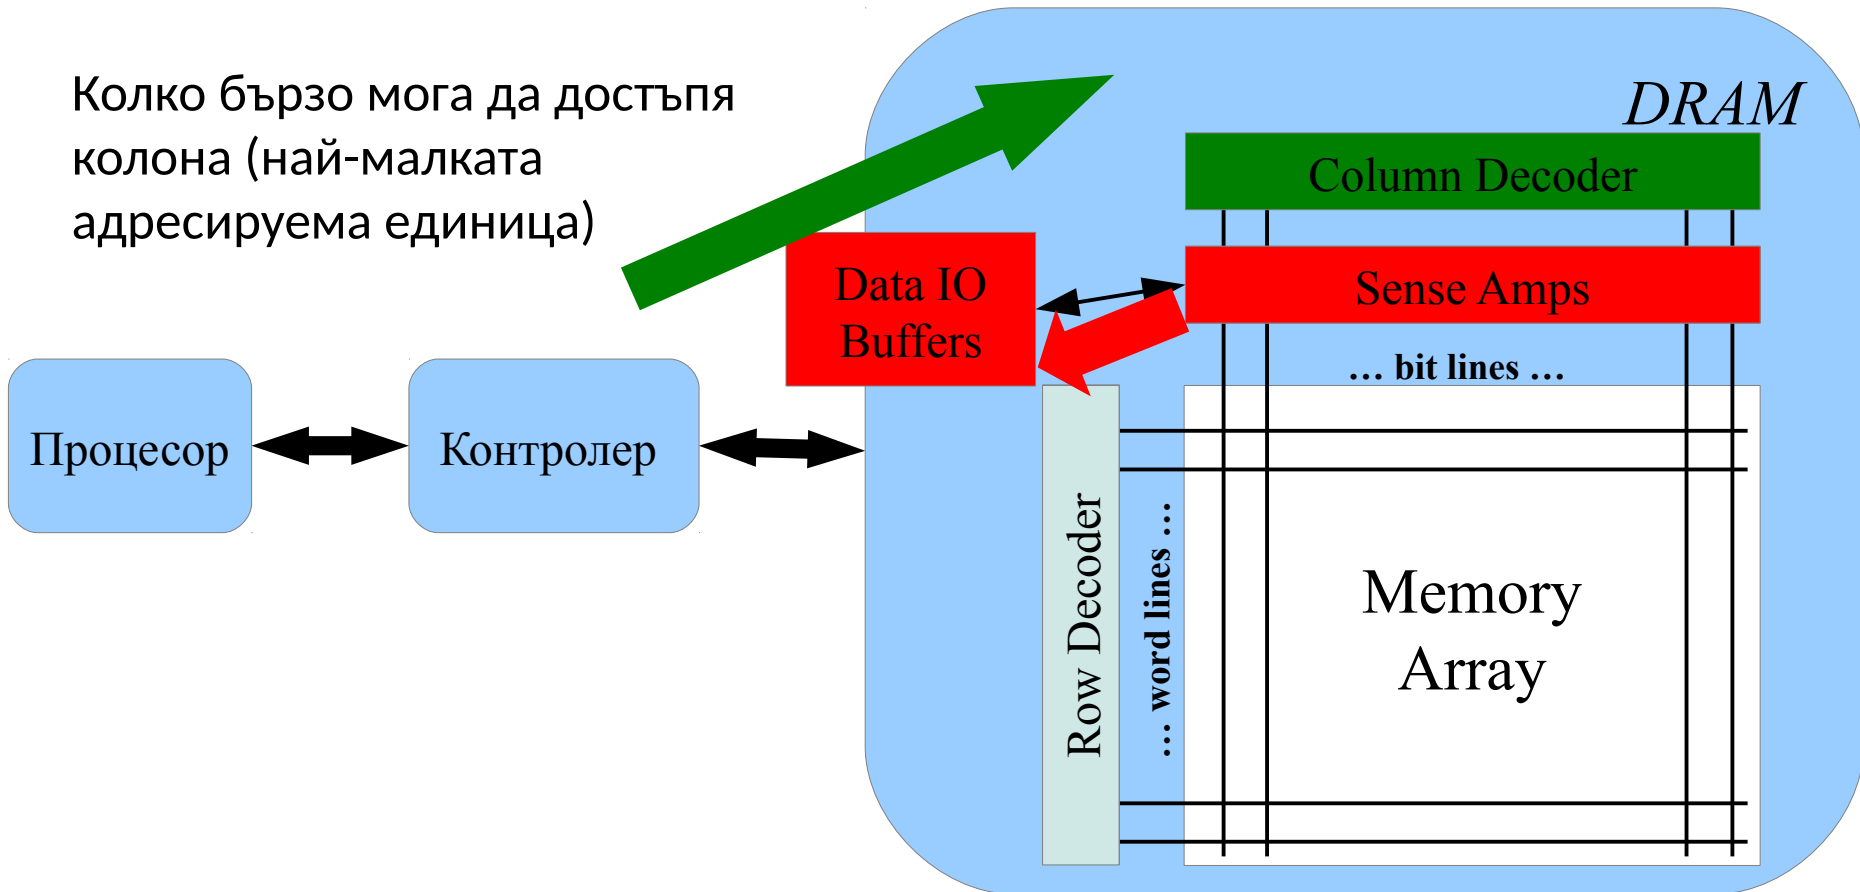 Колко бързо мога да достъпя
колона (най-малката
адресируема единица)
DRAM
Column Decoder
Data IO
Buffers
Sense Amps
… bit lines …
Процесор
Контролер
Row Decoder
… word lines …
Memory
Array